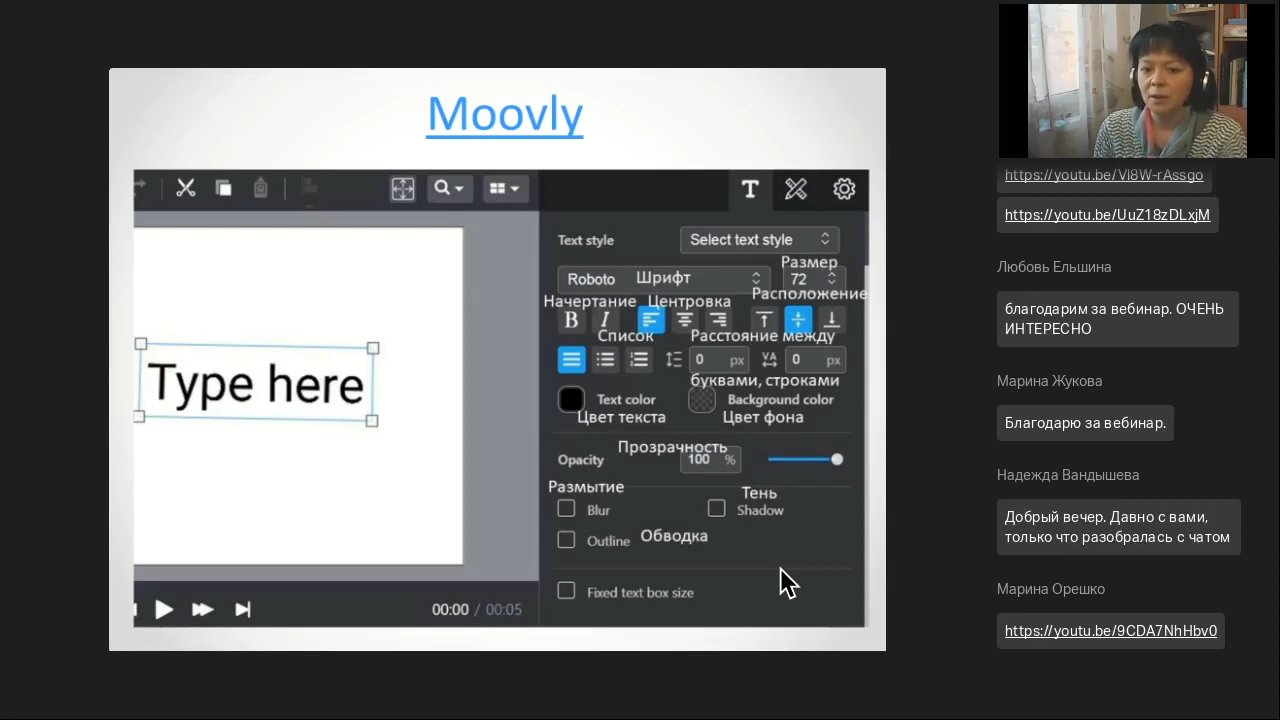 Moovly
Text style
Select text style
Размер
Roboto
Шрифт
72
Начертание
Центровка
Расположение
B
I
Список
Расстояние между
0 px
VA
0 px
буквами, строками
Text color
Background color
Цвет текста
Цвет фона
Прозрачность
Opacity
100 %
Размытие
Тень
Blur
Shadow
Outline
Обводка
Fixed text box size
Type here
00:00 / 00:05
https://youtu.be/Vl8W-rAssgo
https://youtu.be/UuZ18zDLxjM
Любовь Ельшина
благодарим за вебинар. ОЧЕНЬ
ИНТЕРЕСНО
Марина Жукова
Благодарю за вебинар.
Надежда Вандышева
Добрый вечер. Давно с вами,
только что разобралась с чатом
Марина Орешко
https://youtu.be/9CDA7NhHbv0